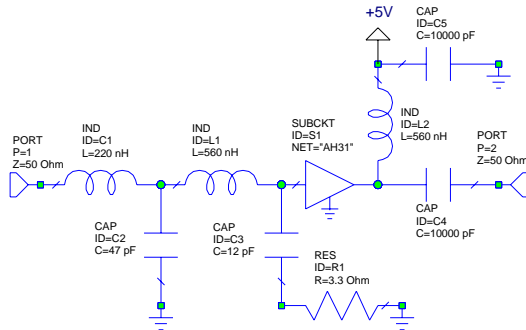 +5V
CAP
ID=C5
C=10000 pF
IND
ID=C1
L=220 nH
IND
ID=L1
L=560 nH
SUBCKT
ID=S1
NET="AH31"
IND
ID=L2
L=560 nH
PORT
P=1
Z=50 Ohm
PORT
P=2
Z=50 Ohm
CAP
ID=C4
C=10000 pF
CAP
ID=C2
C=47 pF
CAP
ID=C3
C=12 pF
RES
ID=R1
R=3.3 Ohm